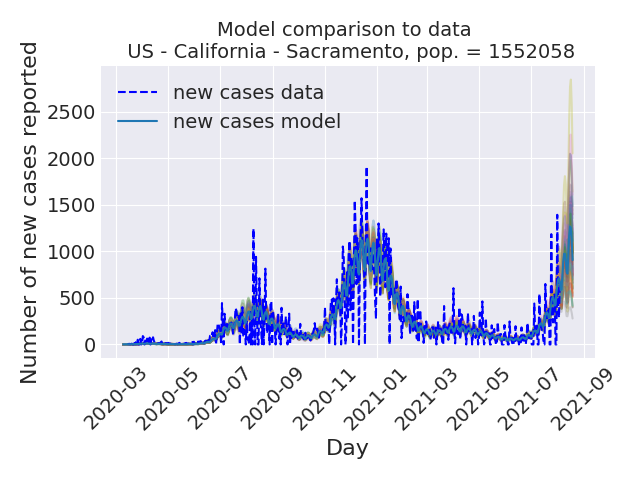 Model comparison to data
US - California - Sacramento, pop. = 1552058
Number of new cases reported
new cases data
new cases model
2500
2000
1500
1000
500
0
2020-03
2020-05
2020-07
2020-09
2020-11
2021-01
2021-03
2021-05
2021-07
2021-09
Day